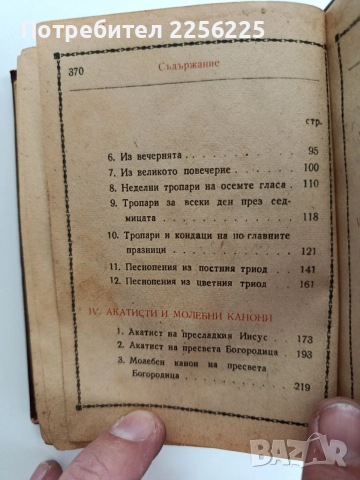 Потребител 2256292
370
Съдържание
стр.
6. Из вечернята . . . . . . . . . 95
7. Из великото повечерие . . . . . 100
8. Неделни тропари на осемте гласа . 110
9. Тропари за всеки ден през сед-
мицата . . . . . . . . . . . 118
10. Тропари и кондаци на по-главните
празници . . . . . . . . . . 121
11. Песнопения из постния триод . . . 141
12. Песнопения из цветния триод . . . 161
IV. АКАТИСТИ И МОЛЕБНИ КАНОНИ
1. Акатист на пресладкия Иисус . . 173
2. Акатист на пресвета Богородица . 193
3. Молебен канон на пресвета
Богородица . . . . . . . . . 219
BAZAR
bg